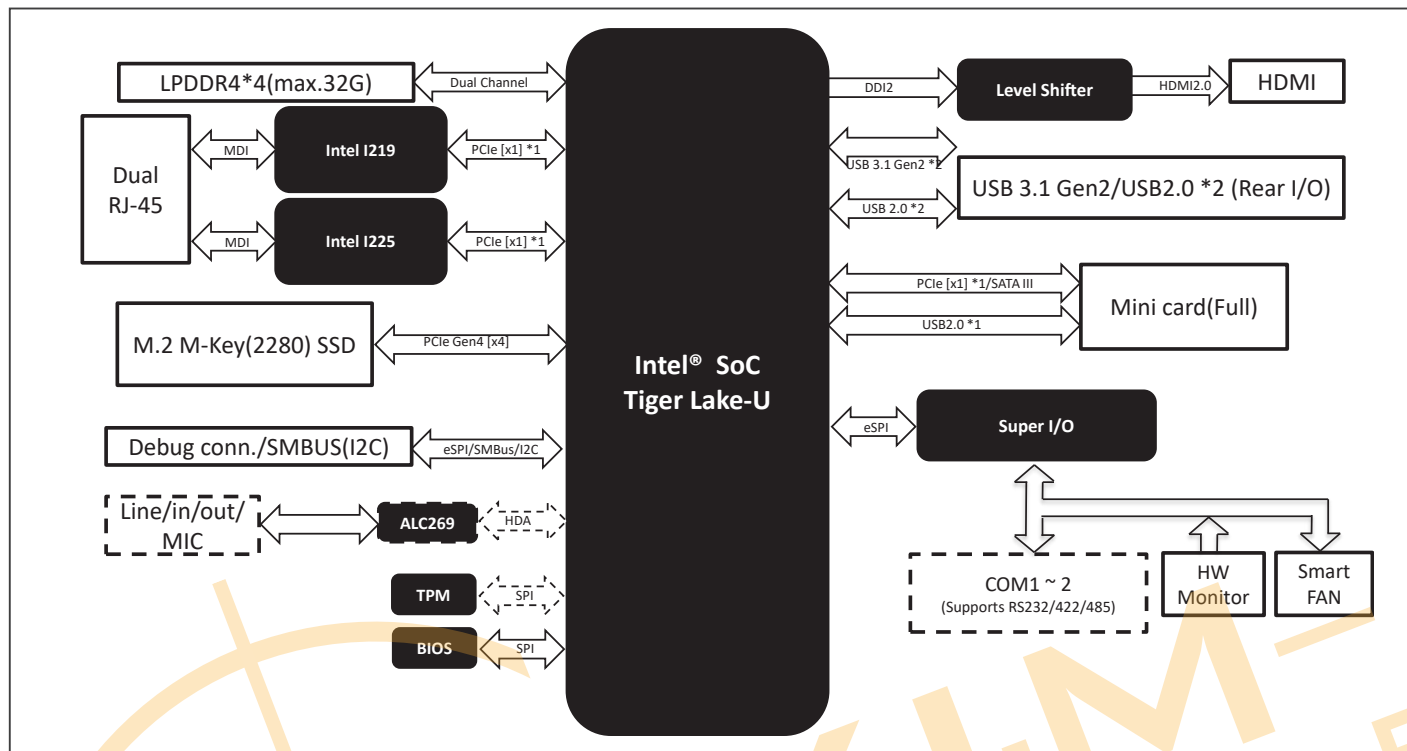 LPDDR4*4(max.32G)
Dual Channel
Dual
RJ-45
MDI
Intel I219
PCIe [x1] *1
MDI
Intel I225
PCIe [x1] *1
M.2 M-Key(2280) SSD
PCIe Gen4 [x4]
Debug conn./SMBUS(I2C)
eSPI/SMBus/I2C
Line/in/out/
MIC
ALC269
HDA
TPM
SPI
BIOS
SPI
Intel® SoC
Tiger Lake-U
DDI2
Level Shifter
HDMI2.0
HDMI
USB 3.1 Gen2 *2
USB 2.0 *2
USB 3.1 Gen2/USB2.0 *2 (Rear I/O)
PCIe [x1] *1/SATA III
USB2.0 *1
Mini card(Full)
eSPI
Super I/O
COM1 ~ 2
(Supports RS232/422/485)
HW
Monitor
Smart
FAN